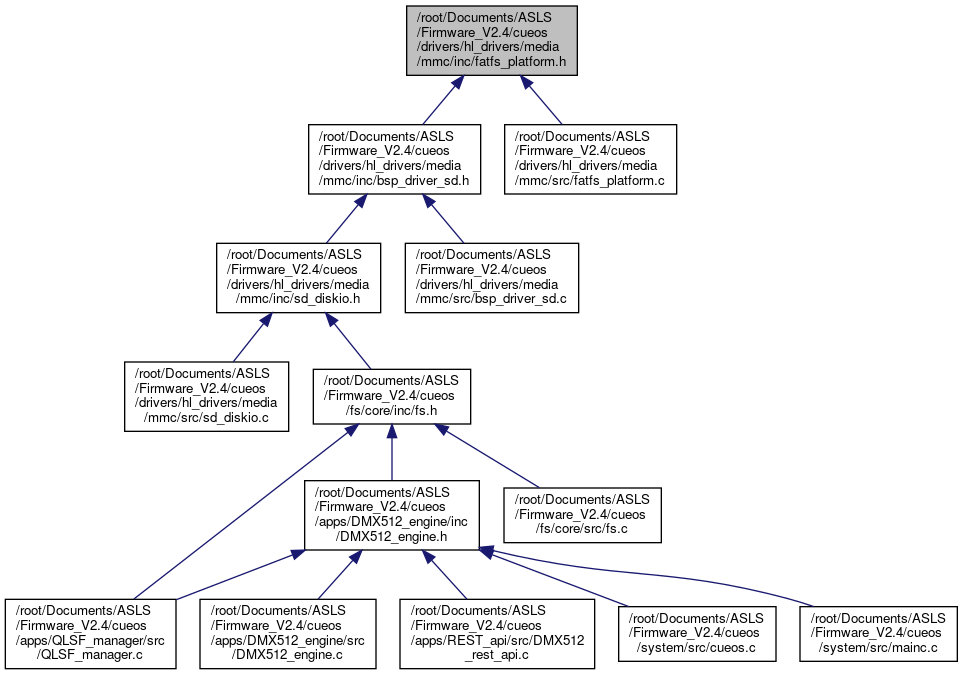 /root/Documents/ASLS
/Firmware_V2.4/cueos
/drivers/hl_drivers/media
/mmc/inc/fatfs_platform.h
/root/Documents/ASLS
/Firmware_V2.4/cueos
/drivers/hl_drivers/media
/mmc/inc/bsp_driver_sd.h
/root/Documents/ASLS
/Firmware_V2.4/cueos
/drivers/hl_drivers/media
/mmc/src/fatfs_platform.c
/root/Documents/ASLS
/Firmware_V2.4/cueos
/drivers/hl_drivers/media
/mmc/inc/sd_diskio.h
/root/Documents/ASLS
/Firmware_V2.4/cueos
/drivers/hl_drivers/media
/mmc/src/bsp_driver_sd.c
/root/Documents/ASLS
/Firmware_V2.4/cueos
/drivers/hl_drivers/media
/mmc/src/sd_diskio.c
/root/Documents/ASLS
/Firmware_V2.4/cueos
/fs/core/inc/fs.h
/root/Documents/ASLS
/Firmware_V2.4/cueos
/apps/DMX512_engine/inc
/DMX512_engine.h
/root/Documents/ASLS
/Firmware_V2.4/cueos
/fs/core/src/fs.c
/root/Documents/ASLS
/Firmware_V2.4/cueos
/apps/QLSF_manager/src
/QLSF_manager.c
/root/Documents/ASLS
/Firmware_V2.4/cueos
/apps/DMX512_engine/src
/DMX512_engine.c
/root/Documents/ASLS
/Firmware_V2.4/cueos
/apps/REST_api/src/DMX512
_rest_api.c
/root/Documents/ASLS
/Firmware_V2.4/cueos
/system/src/cueos.c
/root/Documents/ASLS
/Firmware_V2.4/cueos
/system/src/mainc.c